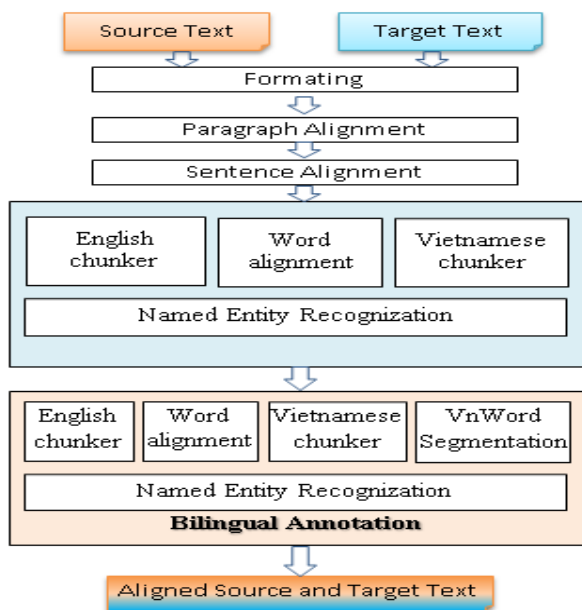 Source Text
Target Text
Formating
Paragraph Alignment
Sentence Alignment
English
chunker
Word
alignment
Vietnamese
chunker
Named Entity Recognization
English
chunker
Word
alignment
Vietnamese
chunker
VnWord
Segmentation
Named Entity Recognization
Bilingual Annotation
Aligned Source and Target Text